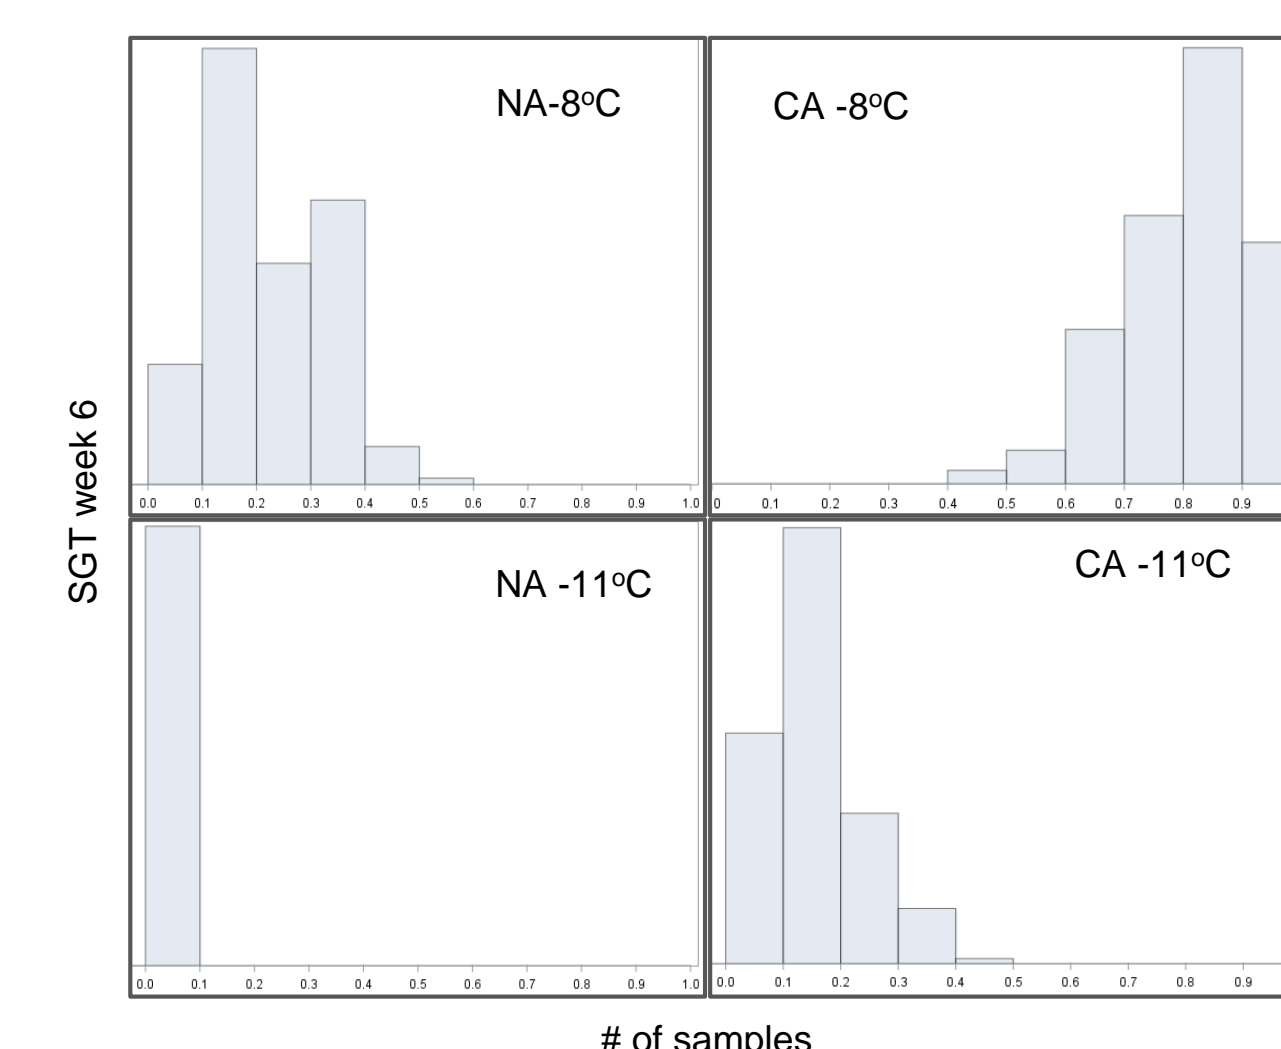 NA-8ºC
0.0 0.1 0.2 0.3 0.4 0.5 0.6 0.7 0.8 0.9 1.0
CA -8ºC
0 0.1 0.2 0.3 0.4 0.5 0.6 0.7 0.8 0.9
SGT week 6
NA -11ºC
0.0 0.1 0.2 0.3 0.4 0.5 0.6 0.7 0.8 0.9 1.0
CA -11ºC
0.0 0.1 0.2 0.3 0.4 0.5 0.6 0.7 0.8 0.9
# of samples